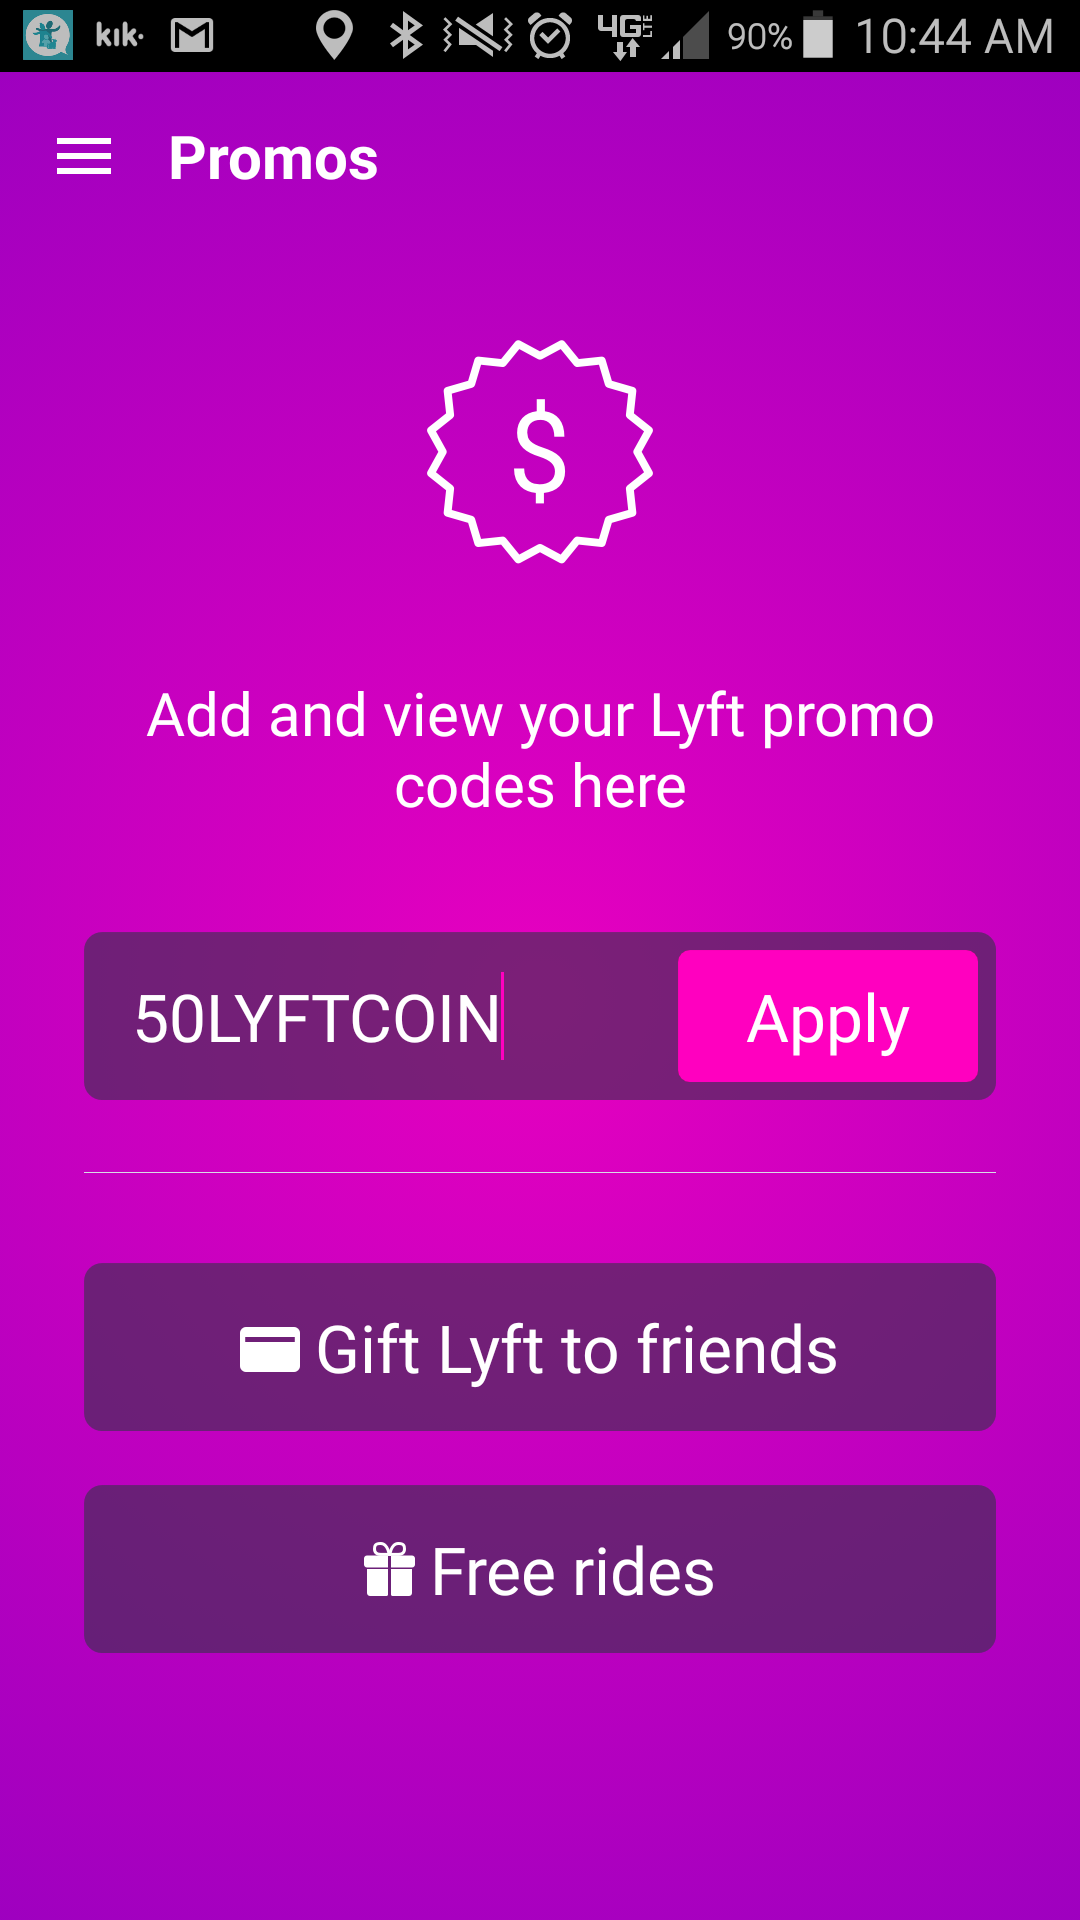 kik
4G LTE 90% 10:44 AM
Promos
$
Add and view your Lyft promo
codes here
50LYFTCOIN Apply
Gift Lyft to friends
Free rides